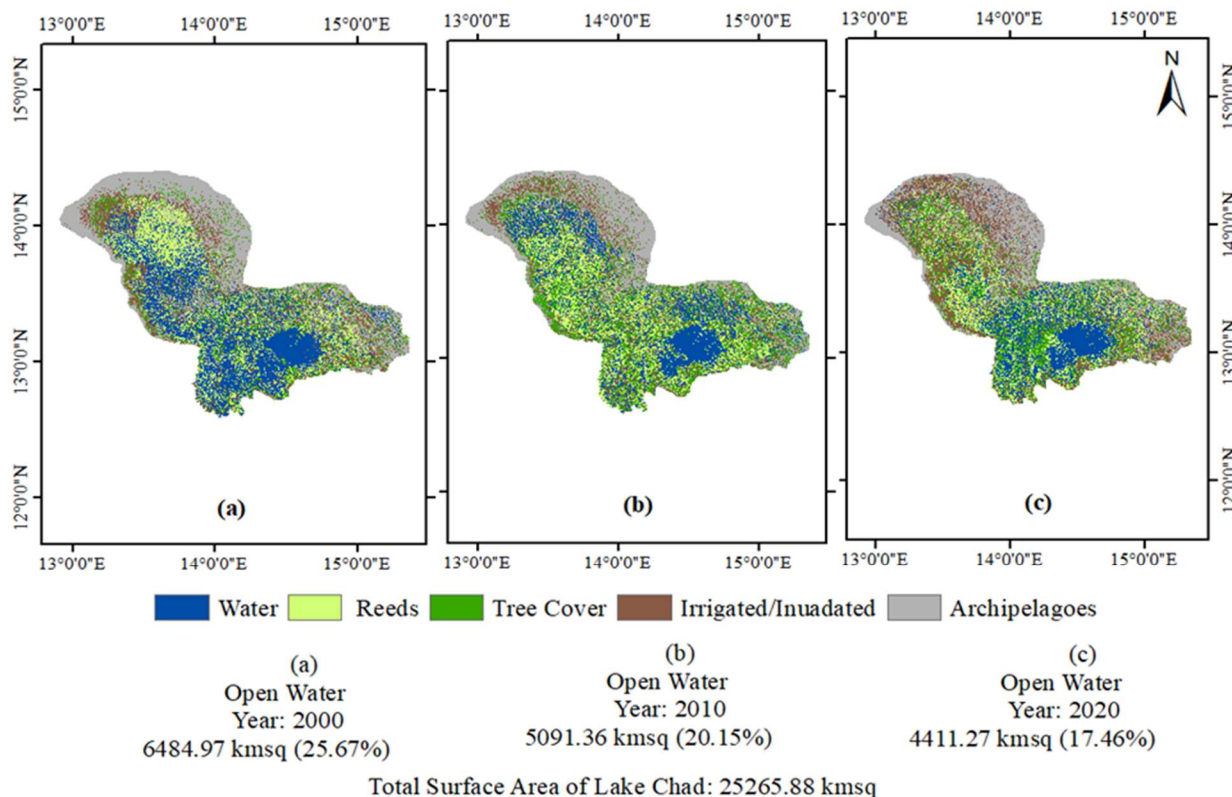 13°0'0"E 14°0'0"E 15°0'0"E 13°0'0"E 14°0'0"E 15°0'0"E 13°0'0"E 14°0'0"E 15°0'0"E
N
15°0'0"N 15°0'0"N
14°0'0"N 14°0'0"N
13°0'0"N 13°0'0"N
12°0'0"N 12°0'0"N
(a) (b) (c)
13°0'0"E 14°0'0"E 15°0'0"E 13°0'0"E 14°0'0"E 15°0'0"E 13°0'0"E 14°0'0"E 15°0'0"E
Water Reeds Tree Cover Irrigated/Inuadated Archipelagoes
(a)
Open Water
Year: 2000
6484.97 kmsq (25.67%)
(b)
Open Water
Year: 2010
5091.36 kmsq (20.15%)
(c)
Open Water
Year: 2020
4411.27 kmsq (17.46%)
Total Surface Area of Lake Chad: 25265.88 kmsq